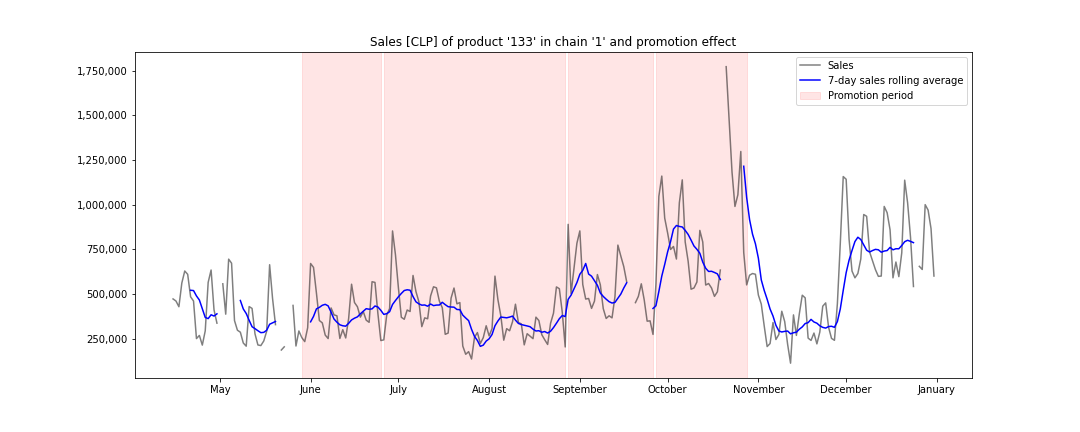 Sales [CLP] of product '133' in chain '1' and promotion effect
1,750,000
1,500,000
1,250,000
1,000,000
750,000
500,000
250,000
Sales
7-day sales rolling average
Promotion period
May
June
July
August
September
October
November
December
January